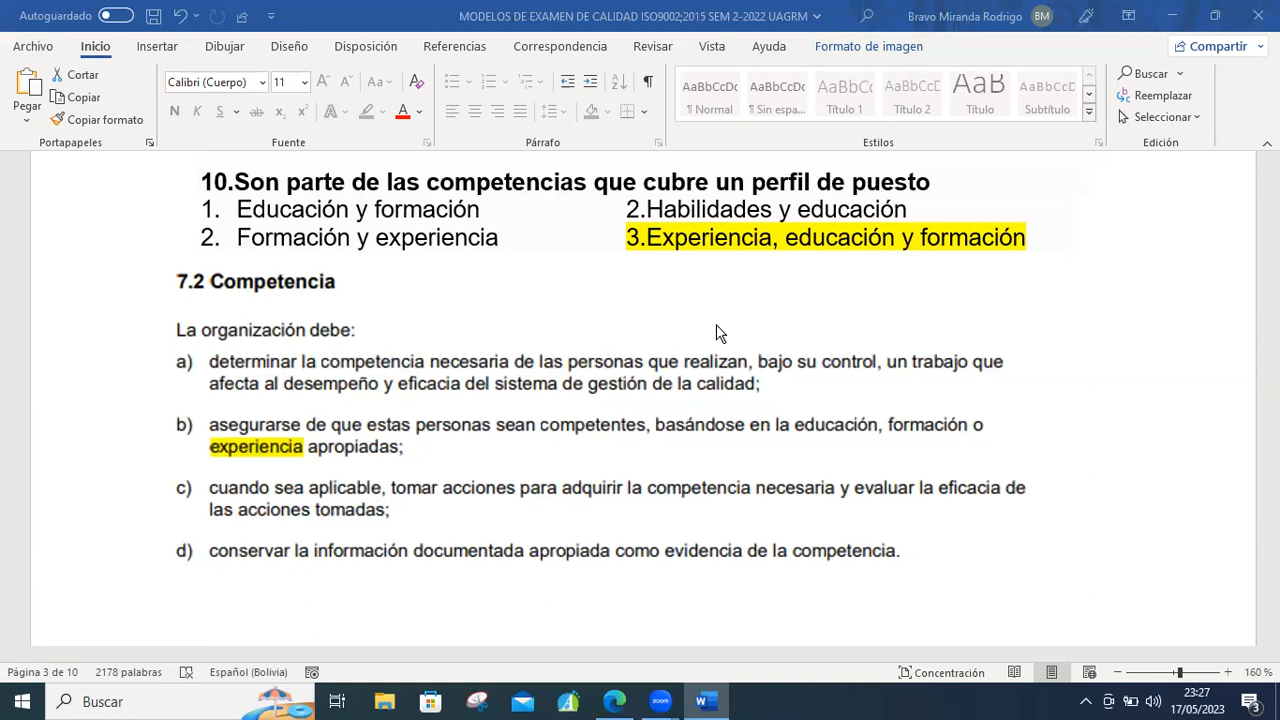 Autoguardado
MODELOS DE EXAMEN DE CALIDAD ISO9002;2015 SEM 2-2022 UAGRM
Bravo Miranda Rodrigo
BM
Archivo Inicio Insertar Dibujar Diseño Disposición Referencias Correspondencia Revisar Vista Ayuda Formato de imagen Compartir
Pegar
Cortar
Copiar
Copiar formato
Portapapeles
Calibri (Cuerpo) 11
Fuente
Párrafo
AaBbCcDc AaBbCcDc AaBbCc AaBbCcD AaB AaBbCcD
¶ Normal ¶ Sin espa... Título 1 Título 2 Título Subtítulo
Estilos
Buscar
Reemplazar
Seleccionar
Edición
10.Son parte de las competencias que cubre un perfil de puesto
1. Educación y formación 2.Habilidades y educación
2. Formación y experiencia 3.Experiencia, educación y formación
7.2 Competencia
La organización debe:
a) determinar la competencia necesaria de las personas que realizan, bajo su control, un trabajo que
afecta al desempeño y eficacia del sistema de gestión de la calidad;
b) asegurarse de que estas personas sean competentes, basándose en la educación, formación o
experiencia apropiadas;
c) cuando sea aplicable, tomar acciones para adquirir la competencia necesaria y evaluar la eficacia de
las acciones tomadas;
d) conservar la información documentada apropiada como evidencia de la competencia.
Página 3 de 10 2178 palabras Español (Bolivia) Concentración 160 %
Buscar
zoom
23:27
17/05/2023
3